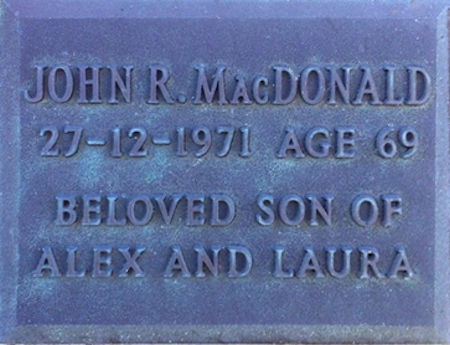 JOHN R. MacDONALD
27-12-1971 AGE 69
BELOVED SON OF
ALEX AND LAURA